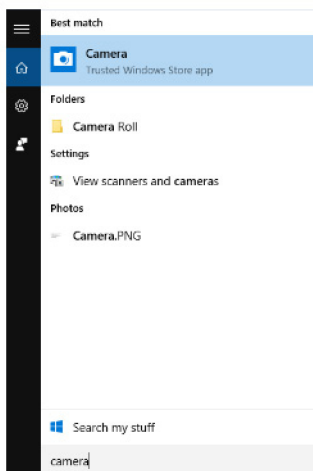 Best match
Camera
Trusted Windows Store app
Folders
Camera Roll
Settings
View scanners and cameras
Photos
Camera.PNG
Search my stuff
camera